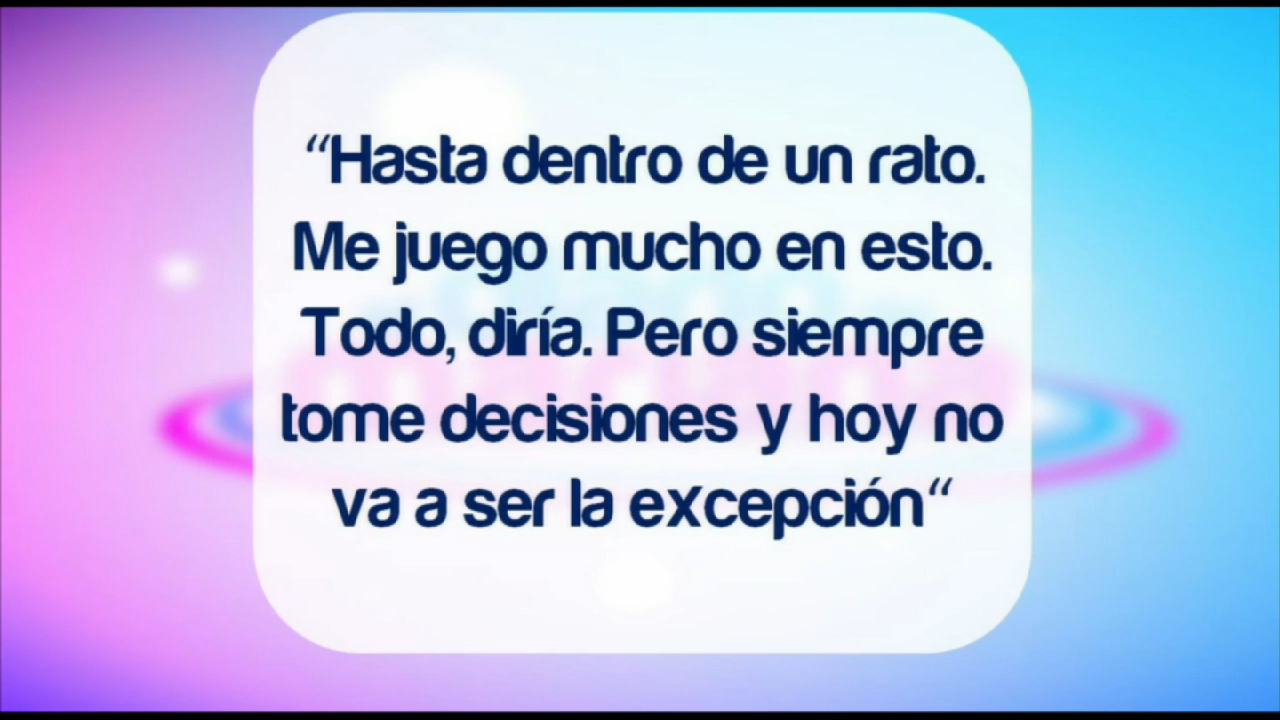 “Hasta dentro de un rato.
Me juego mucho en esto.
Todo, diría. Pero siempre
tome decisiones y hoy no
va a ser la excepción“